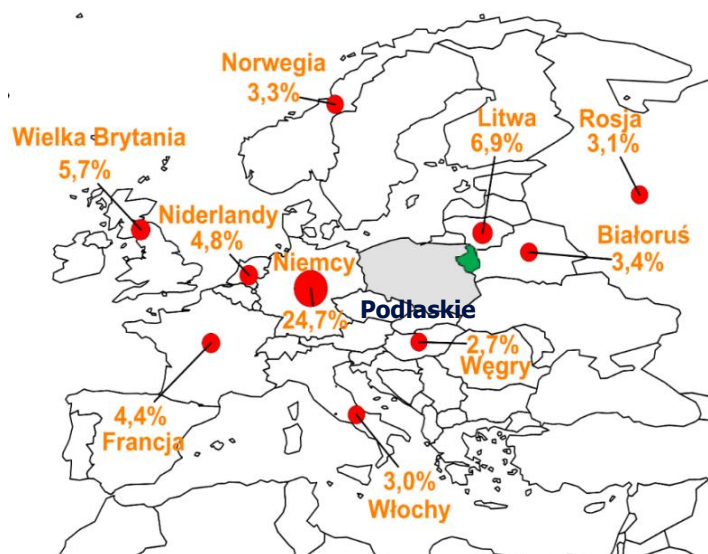 Norwegia
3,3%
Litwa
6,9%
Rosja
3,1%
Wielka Brytania
5,7%
Niderlandy
4,8%
Białoruś
3,4%
Niemcy
24,7%
Podlaskie
2,7%
Węgry
4,4%
Francja
3,0%
Włochy